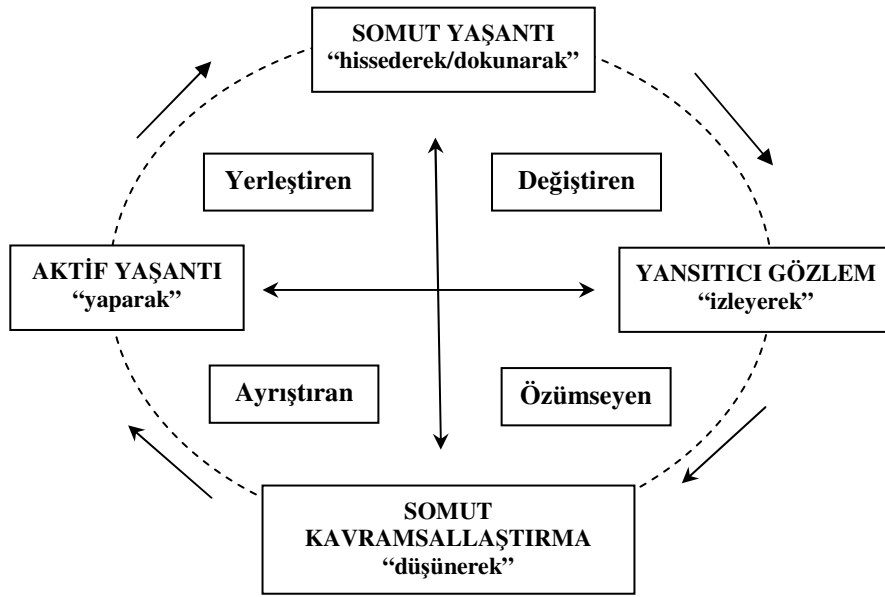 SOMUT YAŞANTI
“hissederek/dokunarak”
Yerleştiren
Değiştiren
AKTİF YAŞANTI
“yaparak”
YANSITICI GÖZLEM
“izleyerek”
Ayrıştıran
Özümseyen
SOMUT
KAVRAMSALLAŞTIRMA
“düşünerek”